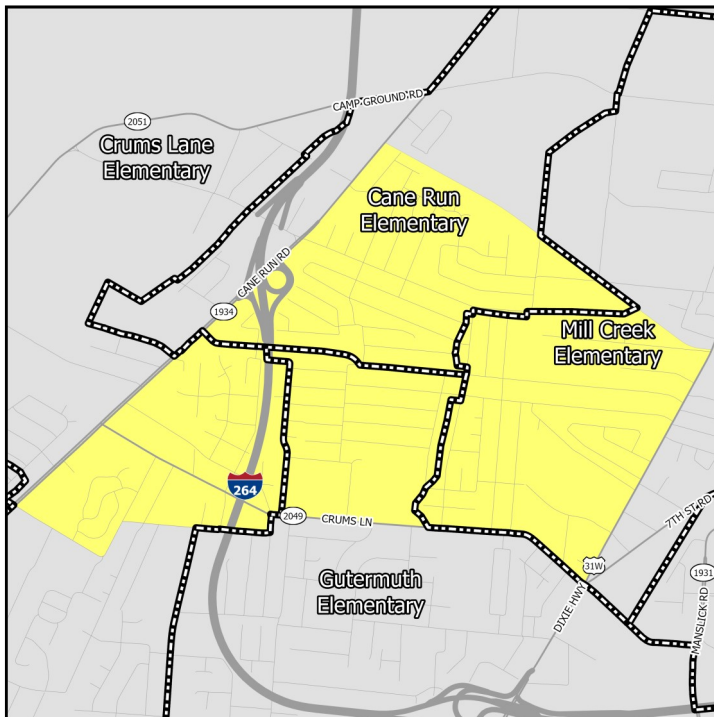 CAMP GROUND RD
2051
Crums Lane
Elementary
Cane Run
Elementary
CANE RUN RD
1934
Mill Creek
Elementary
264
2049
CRUMS LN
7TH ST RD
31W
1931
Gutermuth
Elementary
DIXIE HWY
MANSLICK RD